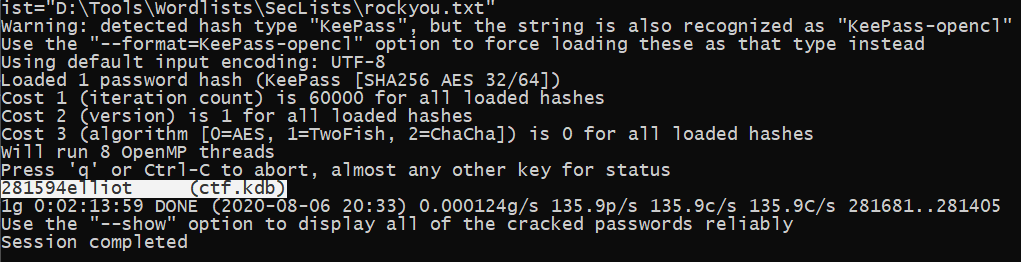 ist="D:\Tools\Wordlists\SecLists\rockyou.txt"
Warning: detected hash type "KeePass", but the string is also recognized as "KeePass-opencl"
Use the "--format=KeePass-opencl" option to force loading these as that type instead
Using default input encoding: UTF-8
Loaded 1 password hash (KeePass [SHA256 AES 32/64])
Cost 1 (iteration count) is 60000 for all loaded hashes
Cost 2 (version) is 1 for all loaded hashes
Cost 3 (algorithm [0=AES, 1=TwoFish, 2=ChaCha]) is 0 for all loaded hashes
Will run 8 OpenMP threads
Press 'q' or Ctrl-C to abort, almost any other key for status
281594elliot     (ctf.kdb)
1g 0:02:13:59 DONE (2020-08-06 20:33) 0.000124g/s 135.9p/s 135.9c/s 135.9C/s 281681..281405
Use the "--show" option to display all of the cracked passwords reliably
Session completed